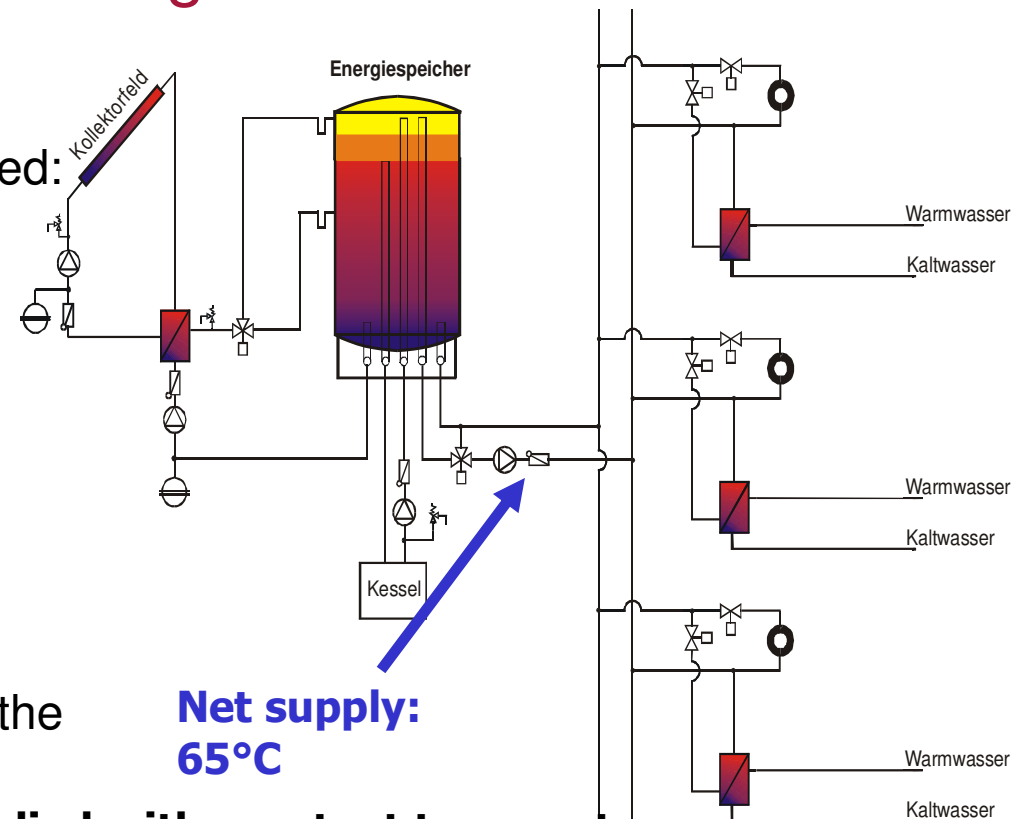 Energiespeicher
Kollektorfeld
ed:
Warmwasser
Kaltwasser
Warmwasser
Kaltwasser
Kessel
the
Net supply:
65°C
Warmwasser
Kaltwasser